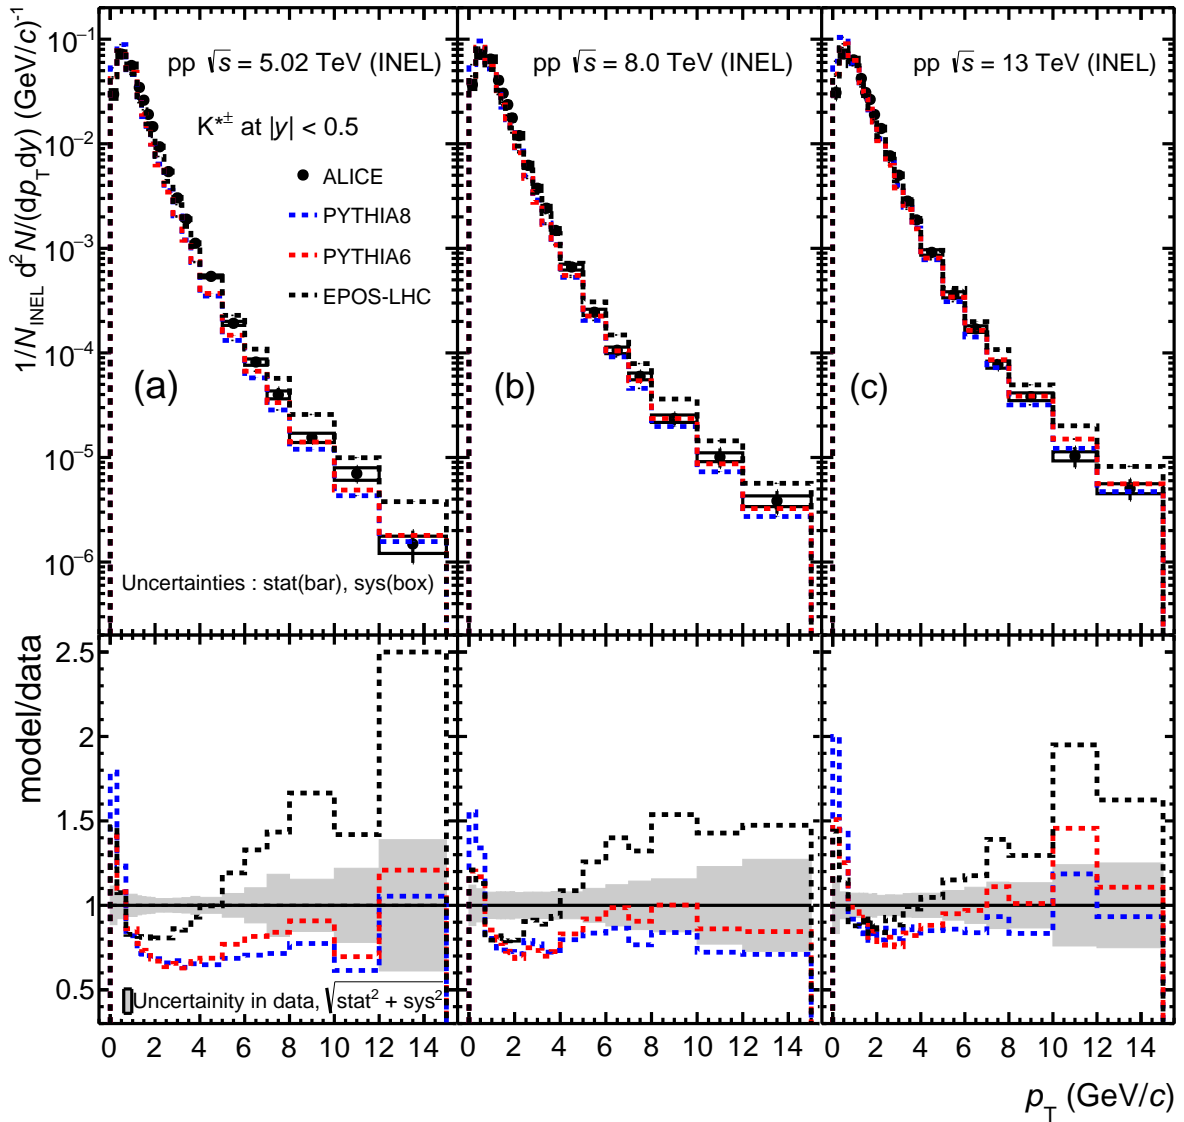 pp √s = 5.02 TeV (INEL)
pp √s = 8.0 TeV (INEL)
pp √s = 13 TeV (INEL)
K*± at |y| < 0.5
ALICE
PYTHIA8
PYTHIA6
EPOS-LHC
(a)
(b)
(c)
Uncertainties : stat(bar), sys(box)
1/N_INEL d²N/(dp_T dy) (GeV/c)⁻¹
10⁻¹
10⁻²
10⁻³
10⁻⁴
10⁻⁵
10⁻⁶
model/data
2.5
2
1.5
1
0.5
Uncertainity in data, √stat² + sys²
0 2 4 6 8 10 12 14
0 2 4 6 8 10 12 14
0 2 4 6 8 10 12 14
p_T (GeV/c)